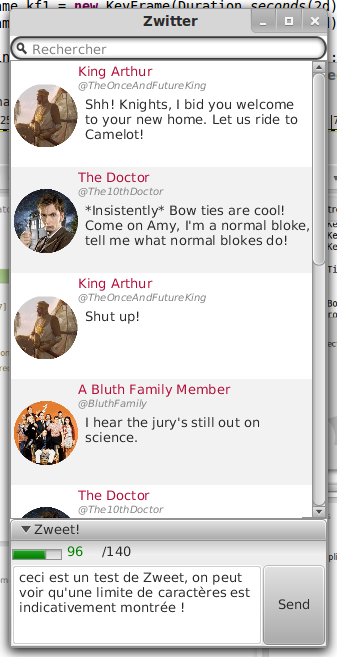 me kf1 = new KeyFrame(Duration.seconds(2d)
Zwitter
Rechercher
King Arthur
@TheOnceAndFutureKing
Shh! Knights, I bid you welcome
to your new home. Let us ride to
Camelot!
The Doctor
@The10thDoctor
*Insistently* Bow ties are cool!
Come on Amy, I'm a normal bloke,
tell me what normal blokes do!
King Arthur
@TheOnceAndFutureKing
Shut up!
A Bluth Family Member
@BluthFamily
I hear the jury's still out on
science.
The Doctor
@The10thDoctor
Zweet!
96 /140
ceci est un test de Zweet, on peut
voir qu'une limite de caractères est
indicativement montrée !
Send